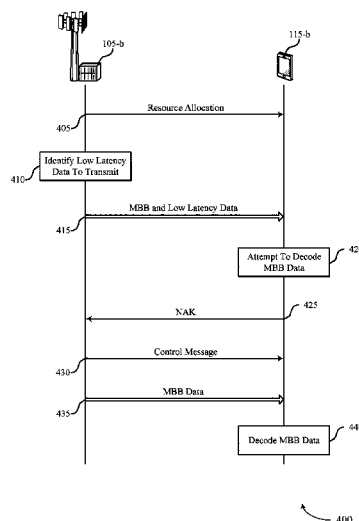 105-b
115-b
Resource Allocation
405
Identify Low Latency
Data To Transmit
410
MBB and Low Latency Data
415
Attempt To Decode
MBB Data
NAK
425
Control Message
430
MBB Data
435
Decode MBB Data
400